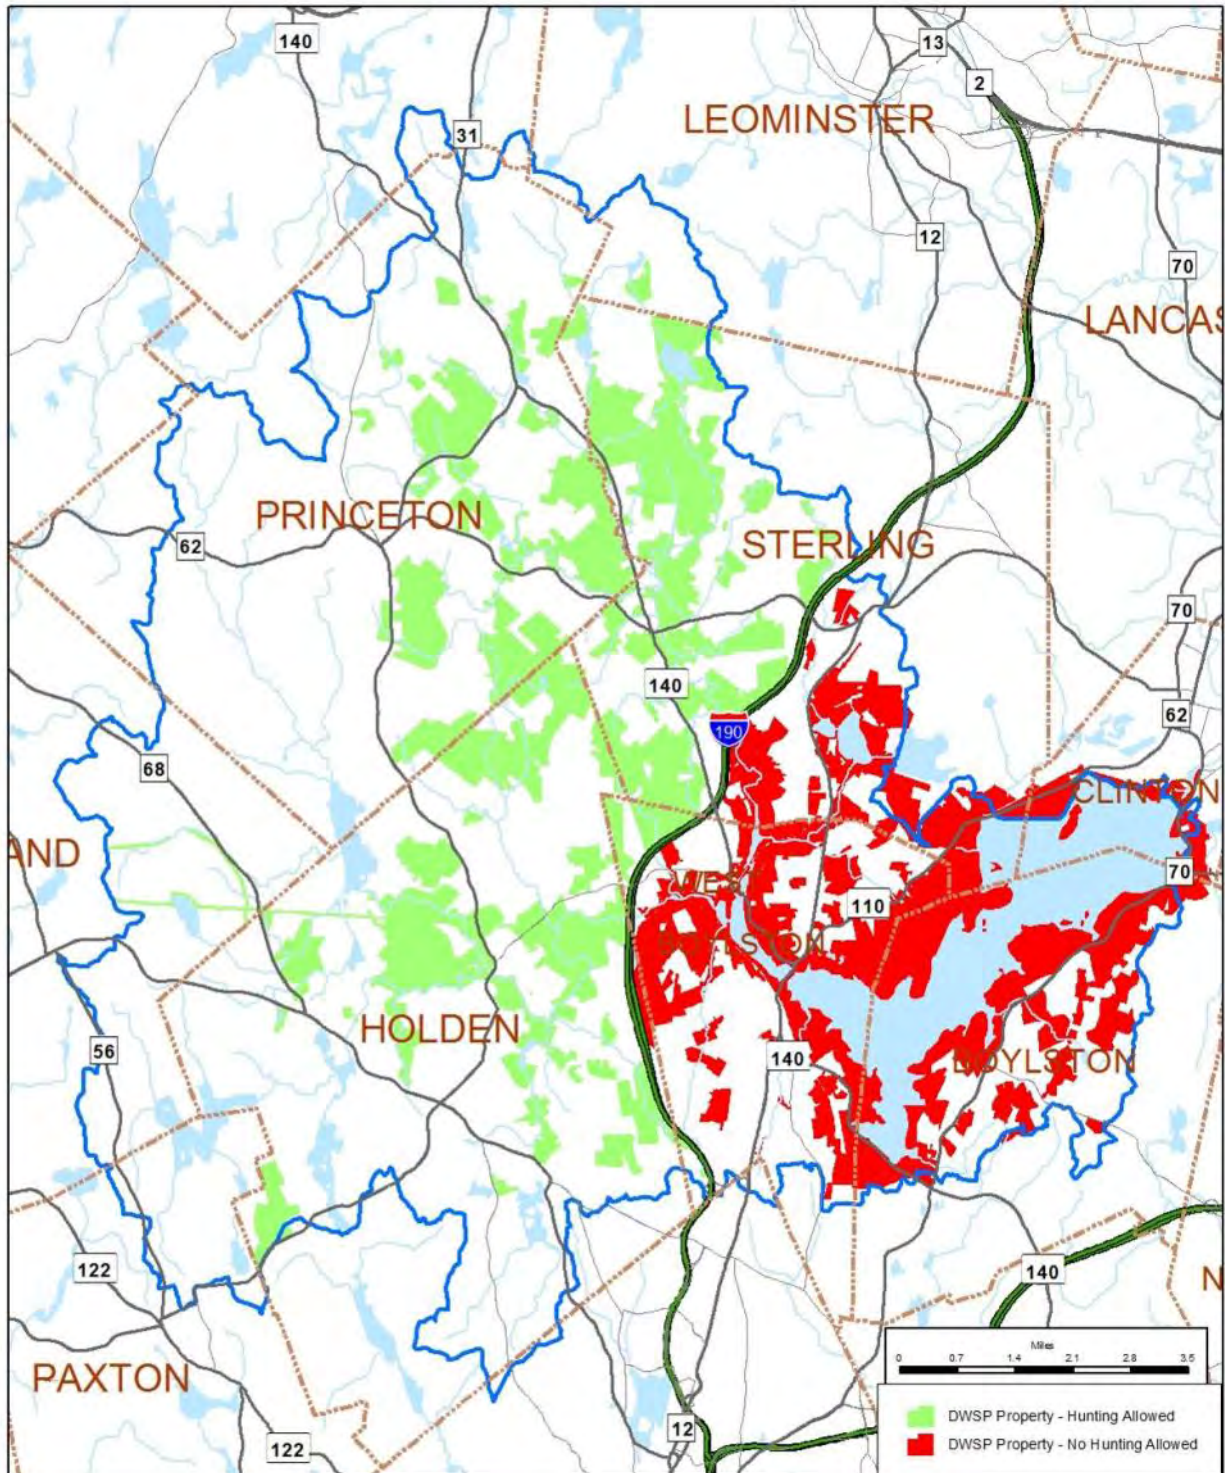 140
13
2
31
LEOMINSTER
12
70
LANCAS
PRINCETON
62
STERLING
70
140
62
190
68
CLINTON
AND
70
WEST
110
BOYLSTON
HOLDEN
56
140
BOYLSTON
122
140
N
Miles
0 0.7 1.4 2.1 2.8 3.5
PAXTON
DWSP Property - Hunting Allowed
12
122
DWSP Property - No Hunting Allowed